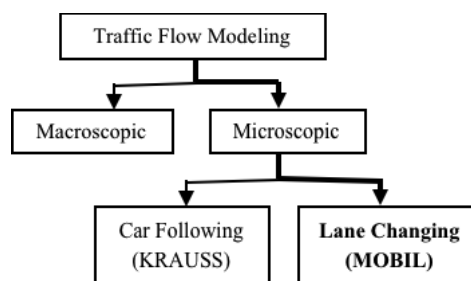 Traffic Flow Modeling
Macroscopic
Microscopic
Car Following
(KRAUSS)
Lane Changing
(MOBIL)